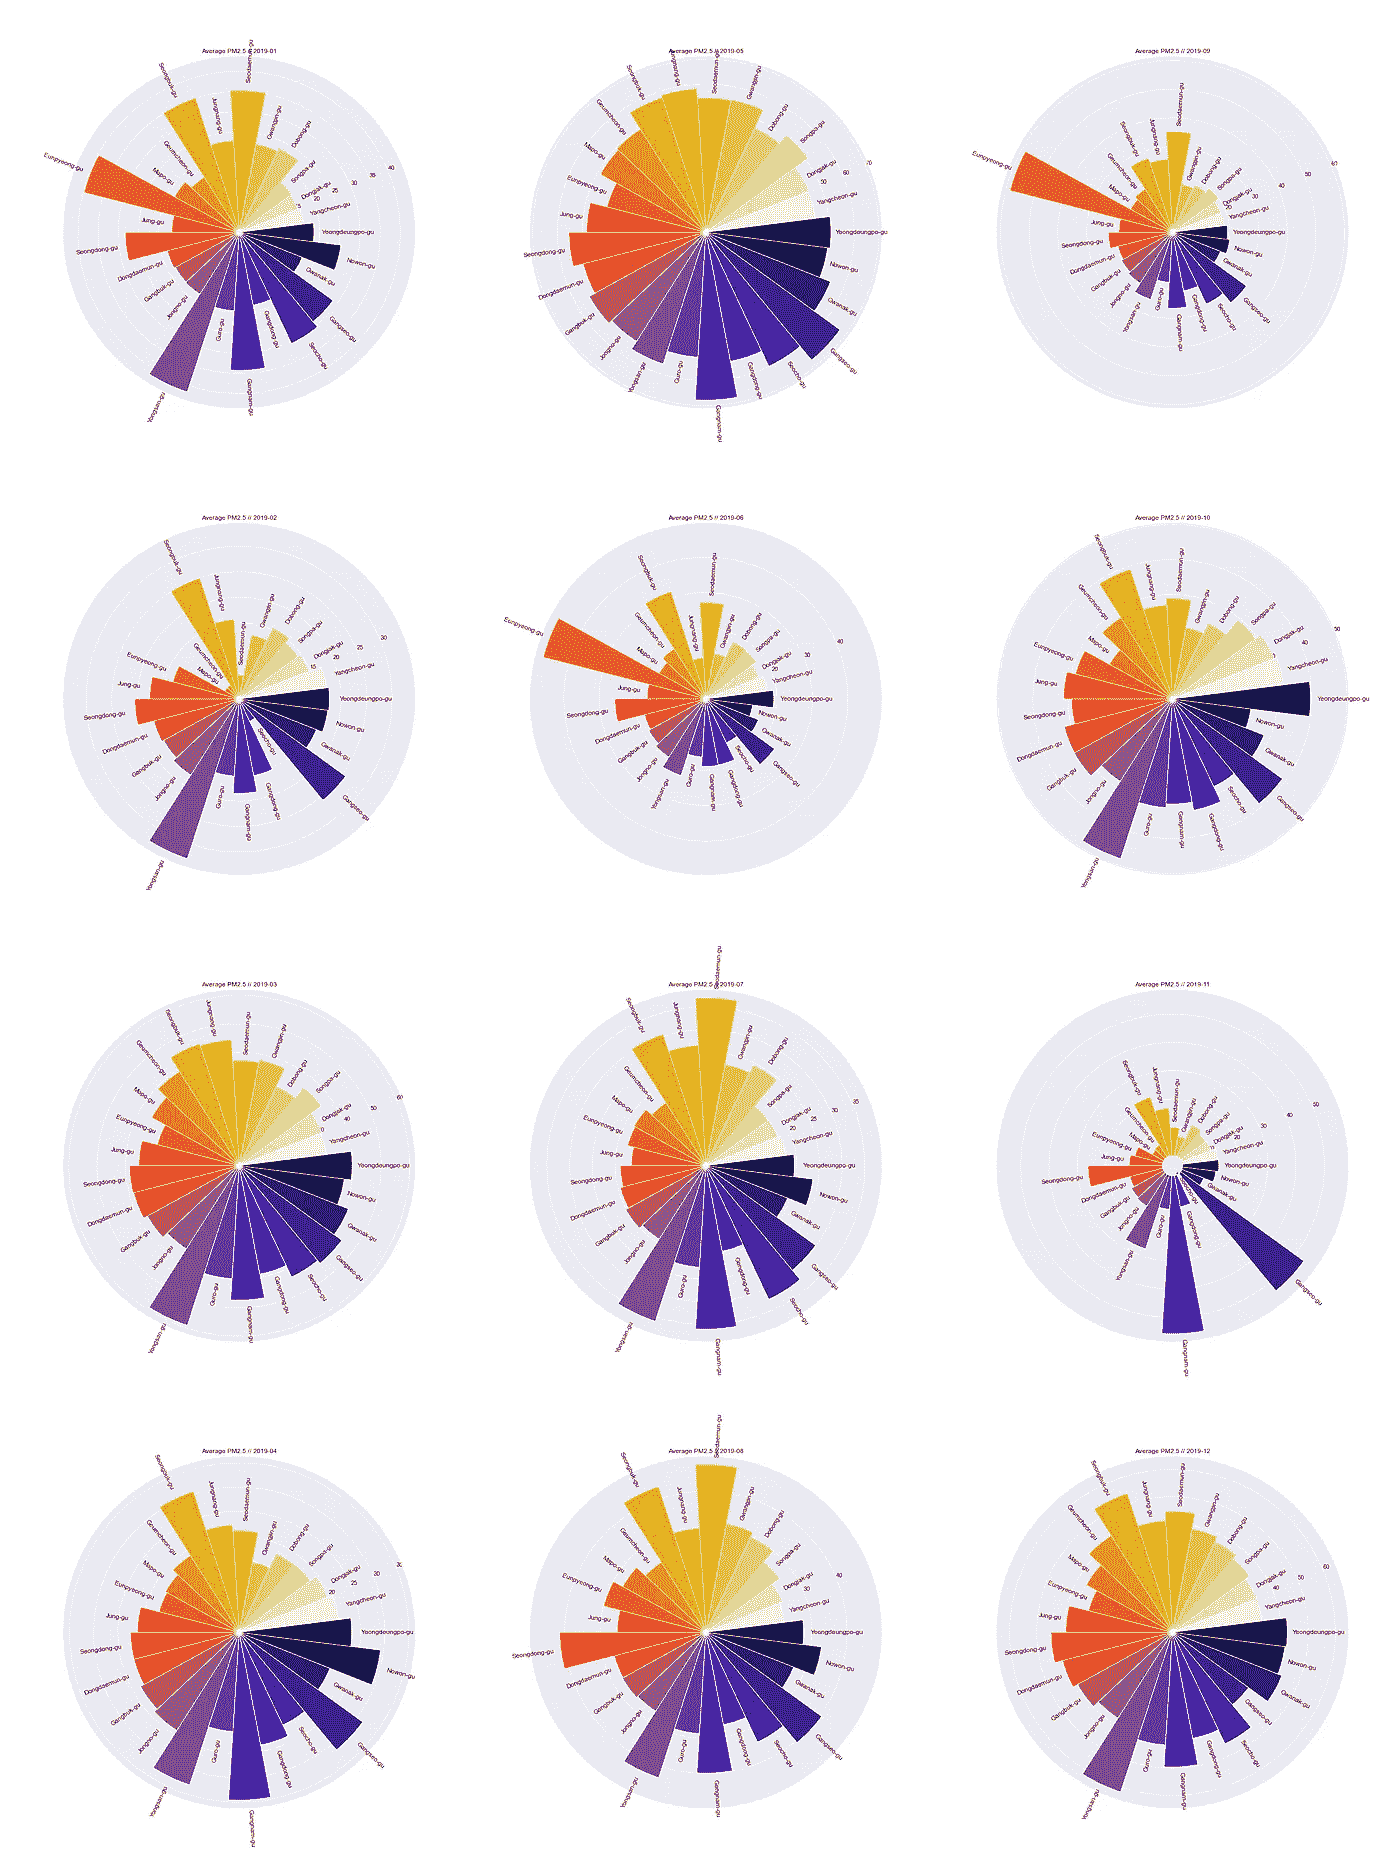 Average PM2.5 // 2019-01
Seodaemun-gu
Seongbuk-gu
Jungnang-gu
Gwangjin-gu
Dobong-gu
Geumcheon-gu
Songpa-gu
Eunpyeong-gu
Mapo-gu
Dongjak-gu
Jung-gu
Yangcheon-gu
Seongdong-gu
Yeongdeungpo-gu
Dongdaemun-gu
Nowon-gu
Gangbuk-gu
Gwanak-gu
Jongno-gu
Gangseo-gu
Yongsan-gu
Guro-gu
Gangnam-gu
Gangdong-gu
Seocho-gu
20
25
30
35
40
Average PM2.5 // 2019-05
Seodaemun-gu
Seongbuk-gu
Jungnang-gu
Gwangjin-gu
Dobong-gu
Geumcheon-gu
Songpa-gu
Mapo-gu
Eunpyeong-gu
Dongjak-gu
Jung-gu
Yangcheon-gu
Seongdong-gu
Yeongdeungpo-gu
Dongdaemun-gu
Nowon-gu
Gangbuk-gu
Gwanak-gu
Jongno-gu
Gangseo-gu
Yongsan-gu
Guro-gu
Gangnam-gu
Gangdong-gu
Seocho-gu
50
60
70
Average PM2.5 // 2019-09
Seodaemun-gu
Seongbuk-gu
Jungnang-gu
Gwangjin-gu
Dobong-gu
Geumcheon-gu
Songpa-gu
Eunpyeong-gu
Mapo-gu
Dongjak-gu
Jung-gu
Yangcheon-gu
Seongdong-gu
Yeongdeungpo-gu
Dongdaemun-gu
Nowon-gu
Gangbuk-gu
Gwanak-gu
Jongno-gu
Gangseo-gu
Yongsan-gu
Guro-gu
Gangnam-gu
Gangdong-gu
Seocho-gu
20
30
40
50
60
Average PM2.5 // 2019-02
Seongbuk-gu
Jungnang-gu
Seodaemun-gu
Gwangjin-gu
Dobong-gu
Geumcheon-gu
Songpa-gu
Eunpyeong-gu
Mapo-gu
Dongjak-gu
Jung-gu
Yangcheon-gu
Seongdong-gu
Yeongdeungpo-gu
Dongdaemun-gu
Nowon-gu
Gangbuk-gu
Gwanak-gu
Jongno-gu
Gangseo-gu
Yongsan-gu
Guro-gu
Gangnam-gu
Gangdong-gu
Seocho-gu
15
20
25
30
Average PM2.5 // 2019-06
Seongbuk-gu
Jungnang-gu
Seodaemun-gu
Gwangjin-gu
Dobong-gu
Geumcheon-gu
Songpa-gu
Eunpyeong-gu
Mapo-gu
Dongjak-gu
Jung-gu
Yangcheon-gu
Seongdong-gu
Yeongdeungpo-gu
Dongdaemun-gu
Nowon-gu
Gangbuk-gu
Gwanak-gu
Jongno-gu
Gangseo-gu
Yongsan-gu
Guro-gu
Gangnam-gu
Gangdong-gu
Seocho-gu
20
30
40
Average PM2.5 // 2019-10
Seongbuk-gu
Jungnang-gu
Seodaemun-gu
Gwangjin-gu
Dobong-gu
Geumcheon-gu
Songpa-gu
Mapo-gu
Eunpyeong-gu
Dongjak-gu
Jung-gu
Yangcheon-gu
Seongdong-gu
Yeongdeungpo-gu
Dongdaemun-gu
Nowon-gu
Gangbuk-gu
Gwanak-gu
Jongno-gu
Gangseo-gu
Yongsan-gu
Guro-gu
Gangnam-gu
Gangdong-gu
Seocho-gu
40
50
Average PM2.5 // 2019-03
Seongbuk-gu
Jungnang-gu
Seodaemun-gu
Gwangjin-gu
Dobong-gu
Geumcheon-gu
Songpa-gu
Mapo-gu
Eunpyeong-gu
Dongjak-gu
Jung-gu
Yangcheon-gu
Seongdong-gu
Yeongdeungpo-gu
Dongdaemun-gu
Nowon-gu
Gangbuk-gu
Gwanak-gu
Jongno-gu
Gangseo-gu
Yongsan-gu
Guro-gu
Gangnam-gu
Gangdong-gu
Seocho-gu
40
50
60
Average PM2.5 // 2019-07
Seodaemun-gu
Seongbuk-gu
Jungnang-gu
Gwangjin-gu
Dobong-gu
Geumcheon-gu
Songpa-gu
Mapo-gu
Eunpyeong-gu
Dongjak-gu
Jung-gu
Yangcheon-gu
Seongdong-gu
Yeongdeungpo-gu
Dongdaemun-gu
Nowon-gu
Gangbuk-gu
Gwanak-gu
Jongno-gu
Gangseo-gu
Yongsan-gu
Guro-gu
Gangnam-gu
Gangdong-gu
Seocho-gu
20
25
30
35
Average PM2.5 // 2019-11
Seongbuk-gu
Jungnang-gu
Seodaemun-gu
Gwangjin-gu
Dobong-gu
Geumcheon-gu
Songpa-gu
Mapo-gu
Eunpyeong-gu
Dongjak-gu
Jung-gu
Yangcheon-gu
Seongdong-gu
Yeongdeungpo-gu
Dongdaemun-gu
Nowon-gu
Gangbuk-gu
Gwanak-gu
Jongno-gu
Gangseo-gu
Yongsan-gu
Guro-gu
Gangnam-gu
Gangdong-gu
Seocho-gu
20
30
40
50
Average PM2.5 // 2019-04
Seongbuk-gu
Jungnang-gu
Seodaemun-gu
Gwangjin-gu
Dobong-gu
Geumcheon-gu
Songpa-gu
Mapo-gu
Eunpyeong-gu
Dongjak-gu
Jung-gu
Yangcheon-gu
Seongdong-gu
Yeongdeungpo-gu
Dongdaemun-gu
Nowon-gu
Gangbuk-gu
Gwanak-gu
Jongno-gu
Gangseo-gu
Yongsan-gu
Guro-gu
Gangnam-gu
Gangdong-gu
Seocho-gu
20
25
30
Average PM2.5 // 2019-08
Seodaemun-gu
Seongbuk-gu
Jungnang-gu
Gwangjin-gu
Dobong-gu
Geumcheon-gu
Songpa-gu
Mapo-gu
Eunpyeong-gu
Dongjak-gu
Jung-gu
Yangcheon-gu
Seongdong-gu
Yeongdeungpo-gu
Dongdaemun-gu
Nowon-gu
Gangbuk-gu
Gwanak-gu
Jongno-gu
Gangseo-gu
Yongsan-gu
Guro-gu
Gangnam-gu
Gangdong-gu
Seocho-gu
30
40
Average PM2.5 // 2019-12
Seongbuk-gu
Jungnang-gu
Seodaemun-gu
Gwangjin-gu
Dobong-gu
Geumcheon-gu
Songpa-gu
Mapo-gu
Eunpyeong-gu
Dongjak-gu
Jung-gu
Yangcheon-gu
Seongdong-gu
Yeongdeungpo-gu
Dongdaemun-gu
Nowon-gu
Gangbuk-gu
Gwanak-gu
Jongno-gu
Gangseo-gu
Yongsan-gu
Guro-gu
Gangnam-gu
Gangdong-gu
Seocho-gu
40
50
60